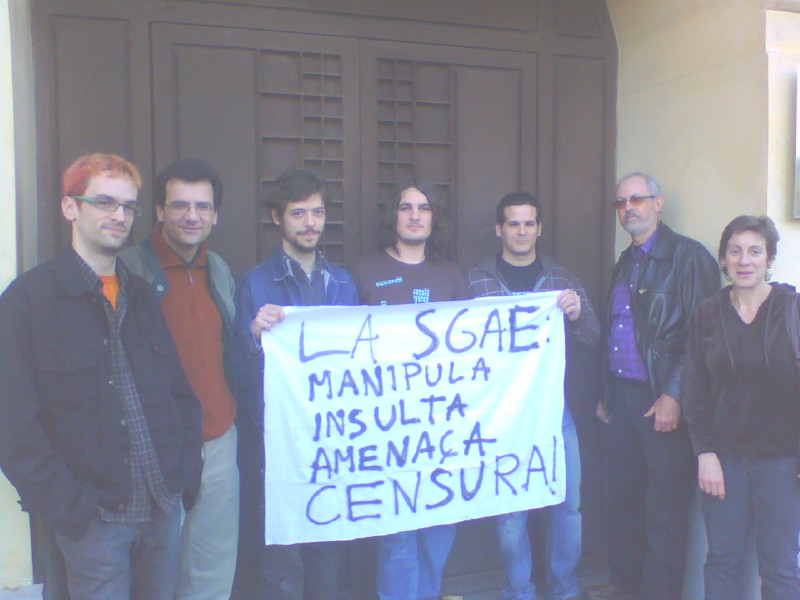 LA SGAE:
MANIPULA
INSULTA
AMENAÇA
CENSURA!